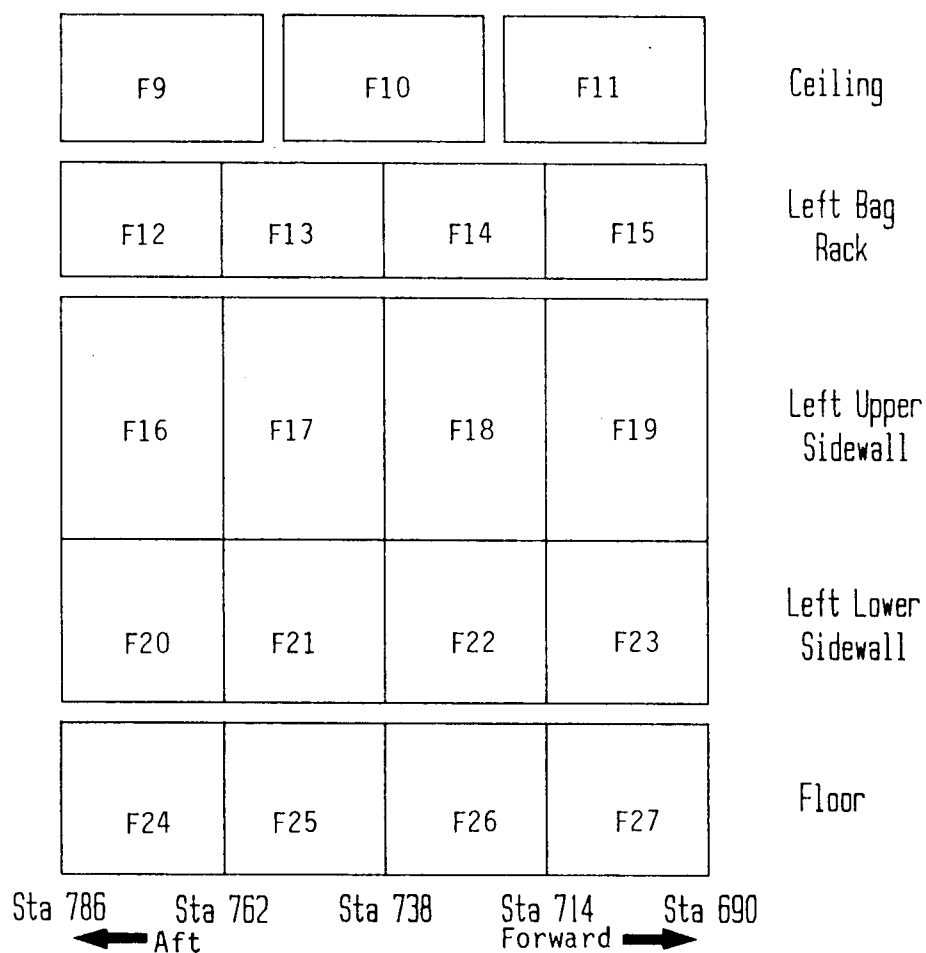 F9 F10 F11 Ceiling
Left Bag
F12 F13 F14 F15 Rack
Left Upper
F16 F17 F18 F19 Sidewall
Left Lower
F20 F21 F22 F23 Sidewall
F24 F25 F26 F27 Floor
Sta 786 Sta 762 Sta 738 Sta 714 Sta 690
Aft Forward